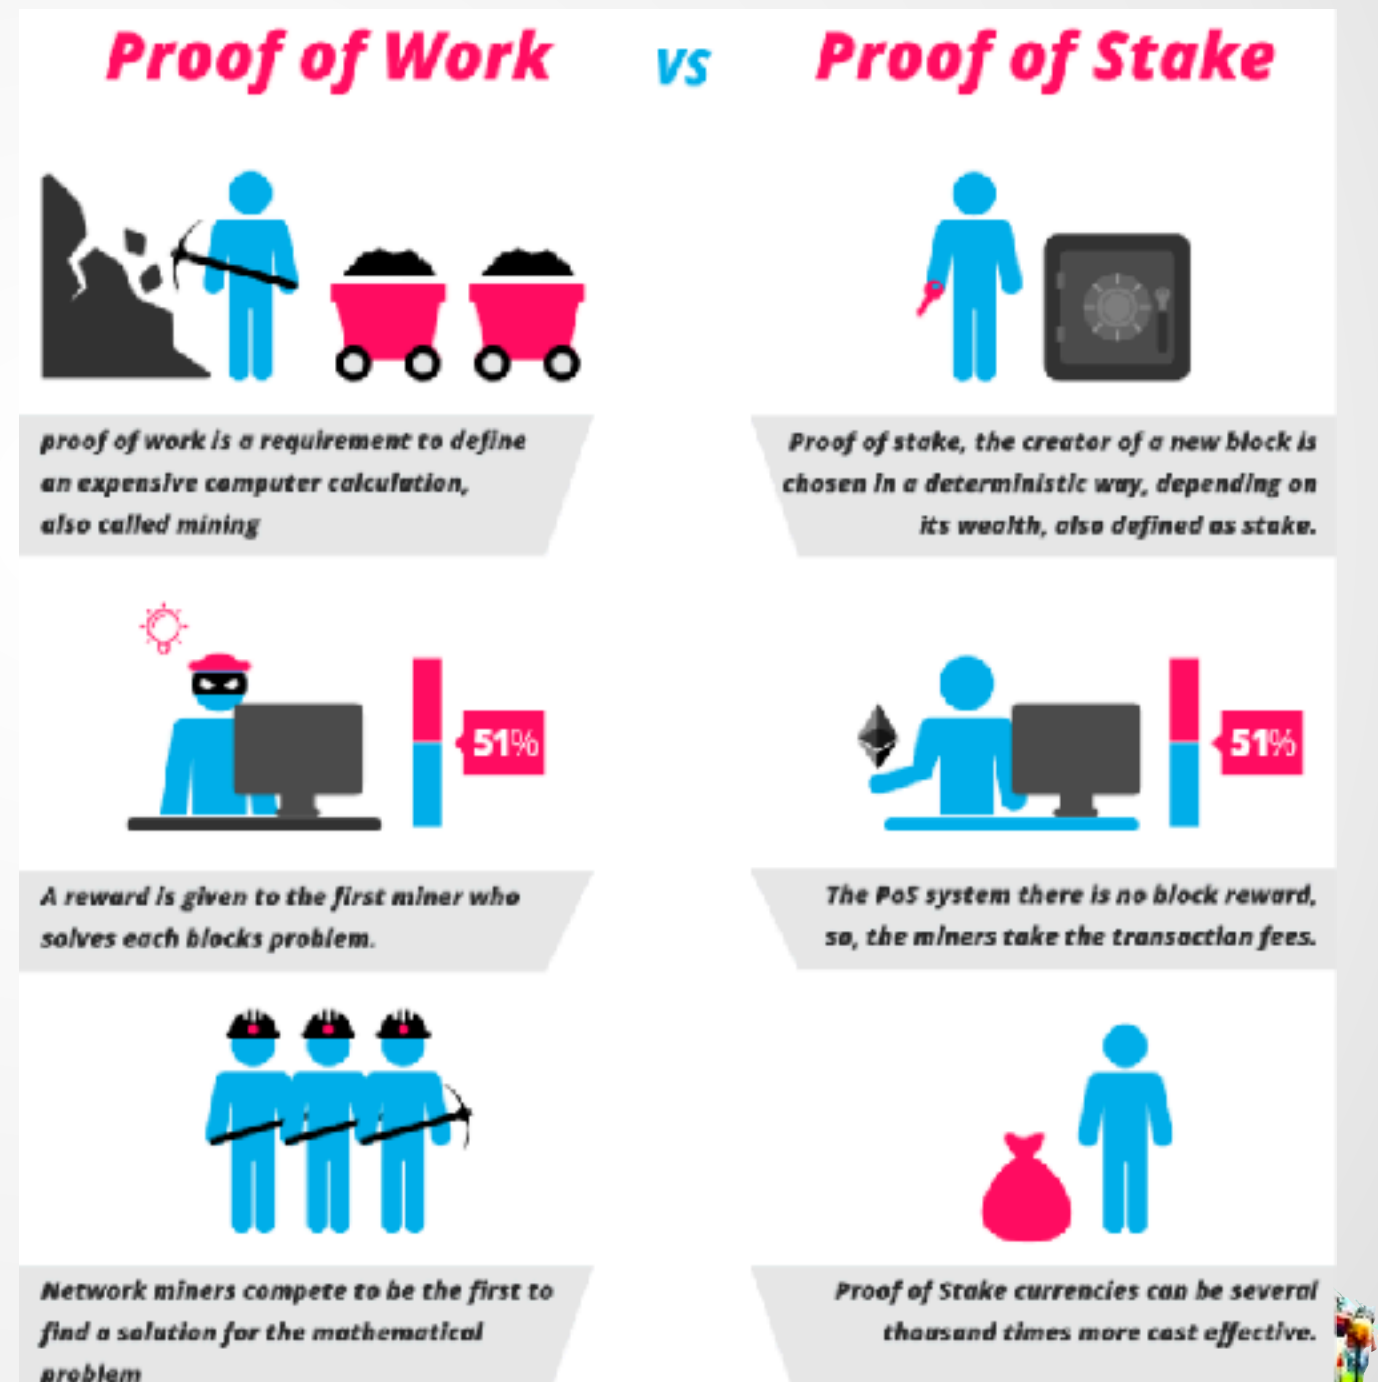 Proof of Work VS Proof of Stake
proof of work is a requirement to define
an expensive computer calculation,
also called mining
Proof of stake, the creator of a new block is
chosen in a deterministic way, depending on
its wealth, also defined as stake.
51%
51%
A reward is given to the first miner who
solves each blocks problem.
The PoS system there is no block reward,
so, the miners take the transaction fees.
Network miners compete to be the first to
find a solution for the mathematical
problem
Proof of Stake currencies can be several
thousand times more cost effective.